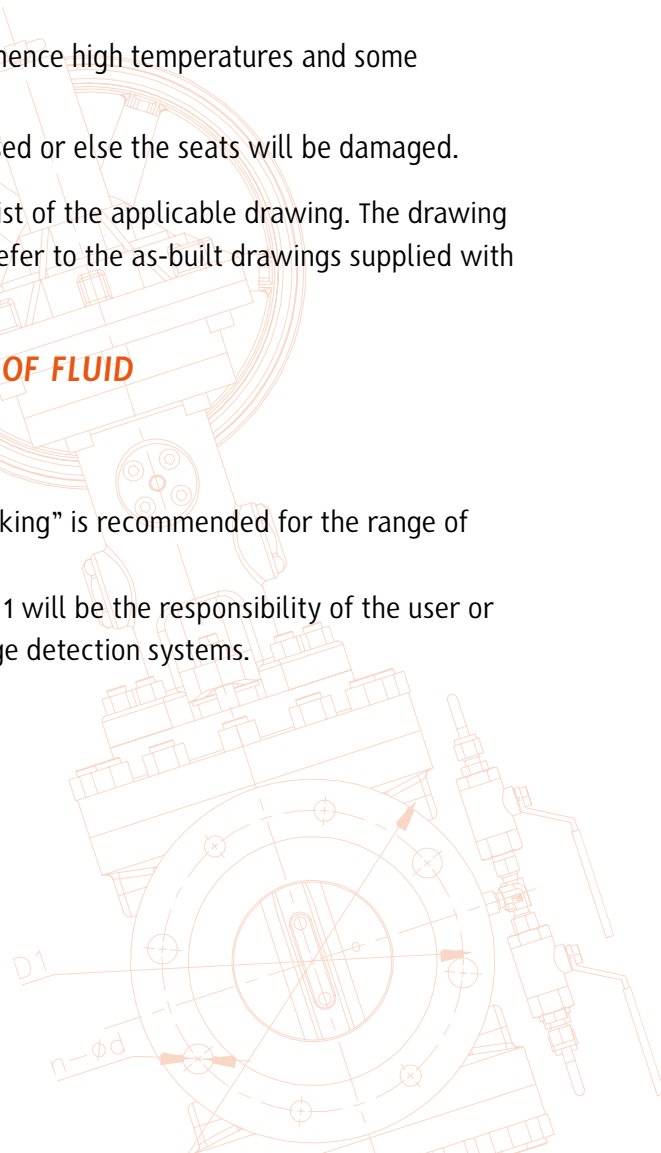 hence high temperatures and some
sed or else the seats will be damaged.
ist of the applicable drawing. The drawing
efer to the as-built drawings supplied with
OF FLUID
king” is recommended for the range of
1 will be the responsibility of the user or
ge detection systems.
D1
n-ød